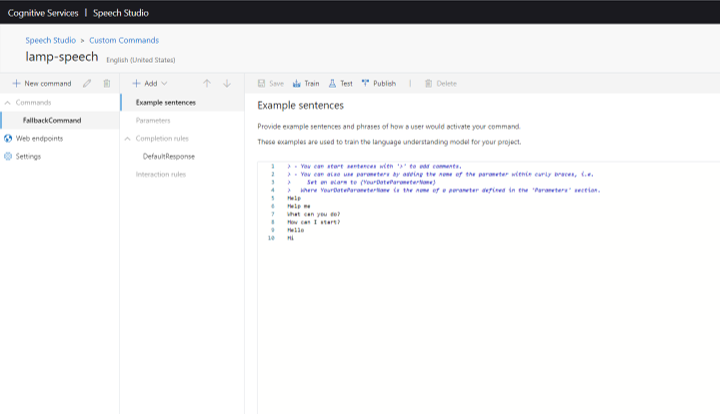 Cognitive Services | Speech Studio
Speech Studio > Custom Commands
lamp-speech English (United States)
+ New command
+ Add
Save Train Test Publish | Delete
Commands
FallbackCommand
Web endpoints
Settings
Example sentences
Parameters
Completion rules
DefaultResponse
Interaction rules
Example sentences
Provide example sentences and phrases of how a user would activate your command.
These examples are used to train the language understanding model for your project.
1 > - You can start sentences with '>' to add comments.
2 > - You can also use parameters by adding the name of the parameter within curly braces, i.e.
3 > Set an alarm to {YourDateParameterName}
4 > where YourDateParameterName is the name of a parameter defined in the 'Parameters' section.
5 Help
6 Help me
7 What can you do?
8 How can I start?
9 Hello
10 Hi